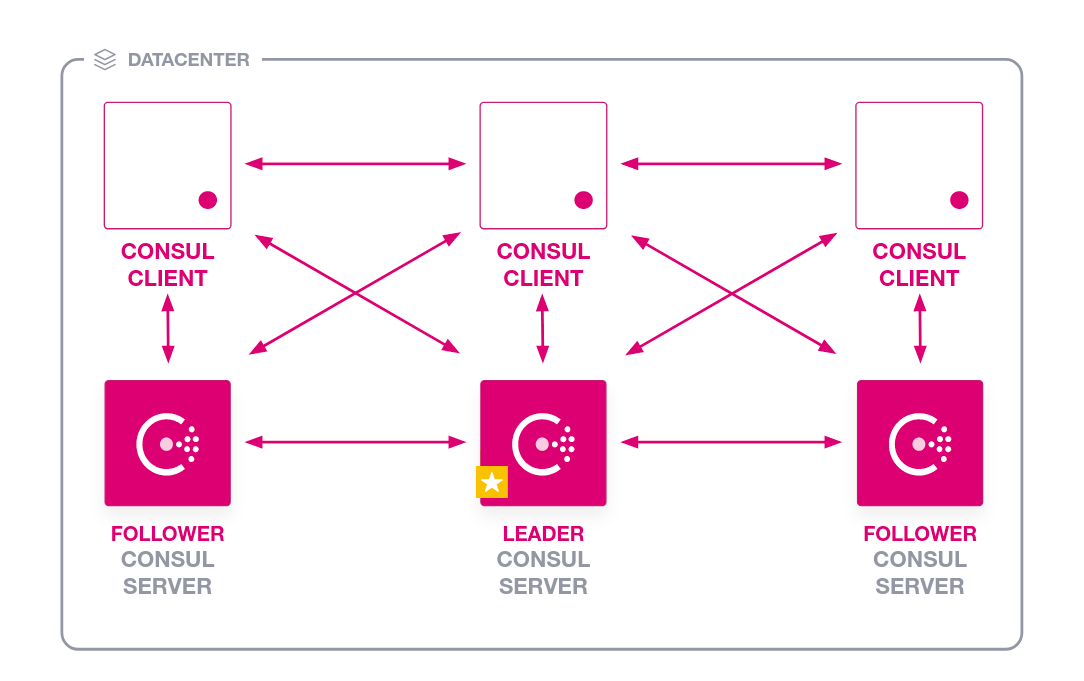 DATACENTER
CONSUL
CLIENT
CONSUL
CLIENT
CONSUL
CLIENT
FOLLOWER
CONSUL
SERVER
LEADER
CONSUL
SERVER
FOLLOWER
CONSUL
SERVER